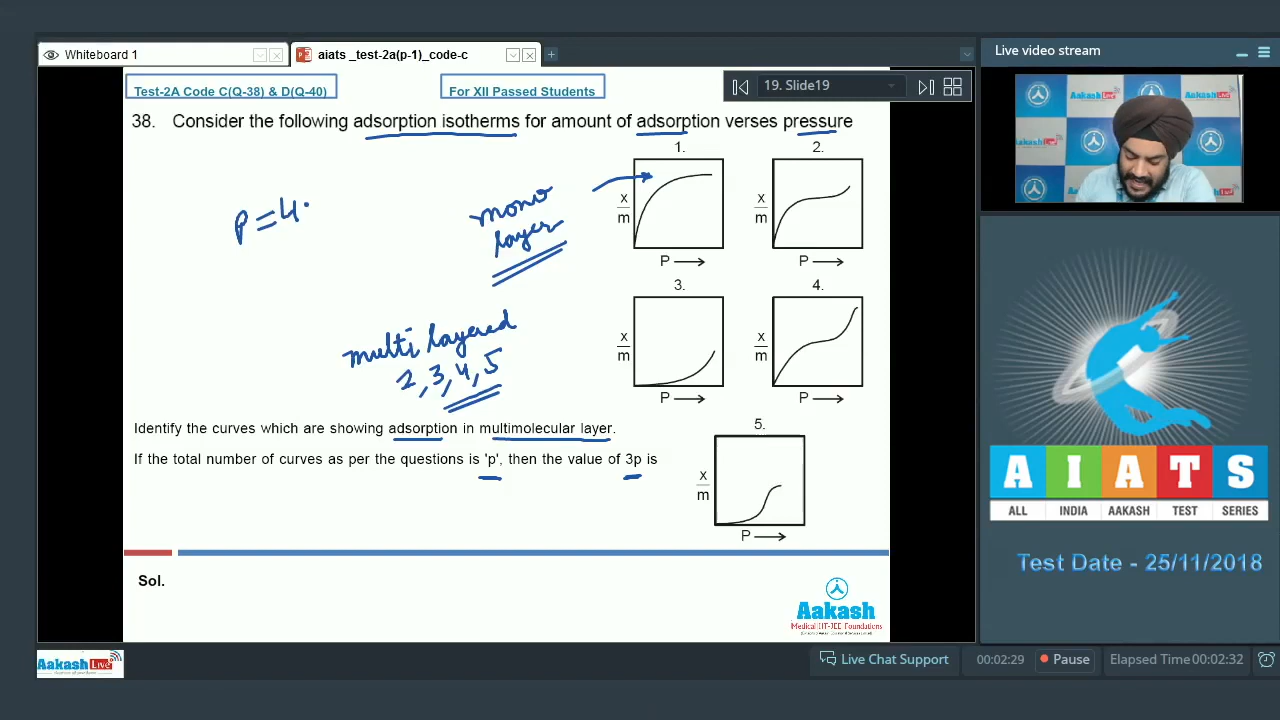 Whiteboard 1
aiats _test-2a(p-1)_code-c
Live video stream
Test-2A Code C(Q-38) & D(Q-40)
For XII Passed Students
19. Slide19
38. Consider the following adsorption isotherms for amount of adsorption verses pressure
1.
2.
x/m
P
x/m
P
mono
layer
P = 4
3.
4.
x/m
P
x/m
P
multi layered
2, 3, 4, 5
Identify the curves which are showing adsorption in multimolecular layer.
If the total number of curves as per the questions is 'p', then the value of 3p is
5.
x/m
P
Sol.
Aakash
Medical|IIT-JEE|Foundations
AakashLive
Live Chat Support
00:02:29
Pause
Elapsed Time 00:02:32
AakashLive
AakashLive
A I A T S
ALL INDIA AAKASH TEST SERIES
Test Date - 25/11/2018